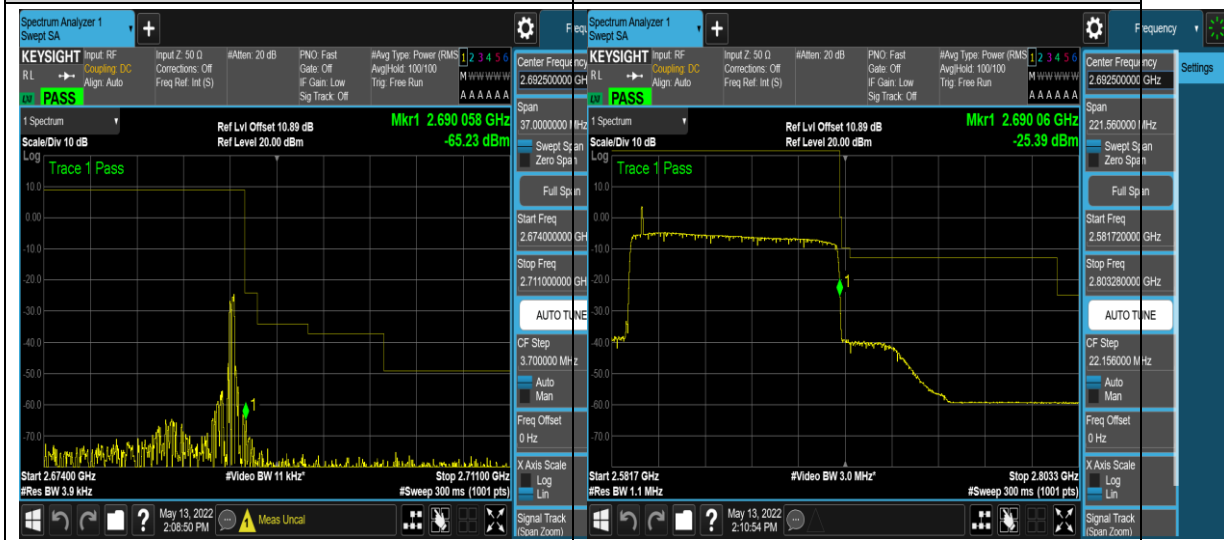 Spectrum Analyzer 1
Swept SA
+
KEYSIGHT
RL
Input: RF
Coupling: DC
Align: Auto
Input Z: 50 Ω
Corrections: Off
Freq Ref: Int (S)
#Atten: 20 dB
PNO: Fast
Gate: Off
IF Gain: Low
Sig Track: Off
#Avg Type: Power (RMS
Avg|Hold: 100/100
Trig: Free Run
1 2 3 4 5 6
M W W W W W
A A A A A A
PASS
1 Spectrum
Scale/Div 10 dB
Ref Lvl Offset 10.89 dB
Ref Level 20.00 dBm
Mkr1 2.690 058 GHz
-65.23 dBm
Log
Trace 1 Pass
10.0
0.00
-10.0
-20.0
-30.0
-40.0
-50.0
-60.0
-70.0
1
Start 2.67400 GHz
#Res BW 3.9 kHz
#Video BW 11 kHz*
Stop 2.71100 GHz
#Sweep 300 ms (1001 pts)
May 13, 2022
2:08:50 PM
Meas Uncal
Frequ
Center Frequency
2.692500000 GHz
Span
37.0000000 MHz
Swept Span
Zero Span
Full Span
Start Freq
2.674000000 GH
Stop Freq
2.711000000 GH
AUTO TUNE
CF Step
3.700000 MHz
Auto
Man
Freq Offset
0 Hz
X Axis Scale
Log
Lin
Signal Track
(Span Zoom)
Spectrum Analyzer 1
Swept SA
+
KEYSIGHT
RL
Input: RF
Coupling: DC
Align: Auto
Input Z: 50 Ω
Corrections: Off
Freq Ref: Int (S)
#Atten: 20 dB
PNO: Fast
Gate: Off
IF Gain: Low
Sig Track: Off
#Avg Type: Power (RMS
Avg|Hold: 100/100
Trig: Free Run
1 2 3 4 5 6
M W W W W W
A A A A A A
PASS
1 Spectrum
Scale/Div 10 dB
Ref Lvl Offset 10.89 dB
Ref Level 20.00 dBm
Mkr1 2.690 06 GHz
-25.39 dBm
Log
Trace 1 Pass
10.0
0.00
-10.0
-20.0
-30.0
-40.0
-50.0
-60.0
-70.0
1
Start 2.5817 GHz
#Res BW 1.1 MHz
#Video BW 3.0 MHz*
Stop 2.8033 GHz
#Sweep 300 ms (1001 pts)
May 13, 2022
2:10:54 PM
Frequency
Settings
Center Frequency
2.692500000 GHz
Span
221.560000 MHz
Swept Span
Zero Span
Full Span
Start Freq
2.581720000 GHz
Stop Freq
2.803280000 GHz
AUTO TUNE
CF Step
22.156000 MHz
Auto
Man
Freq Offset
0 Hz
X Axis Scale
Log
Lin
Signal Track
(Span Zoom)